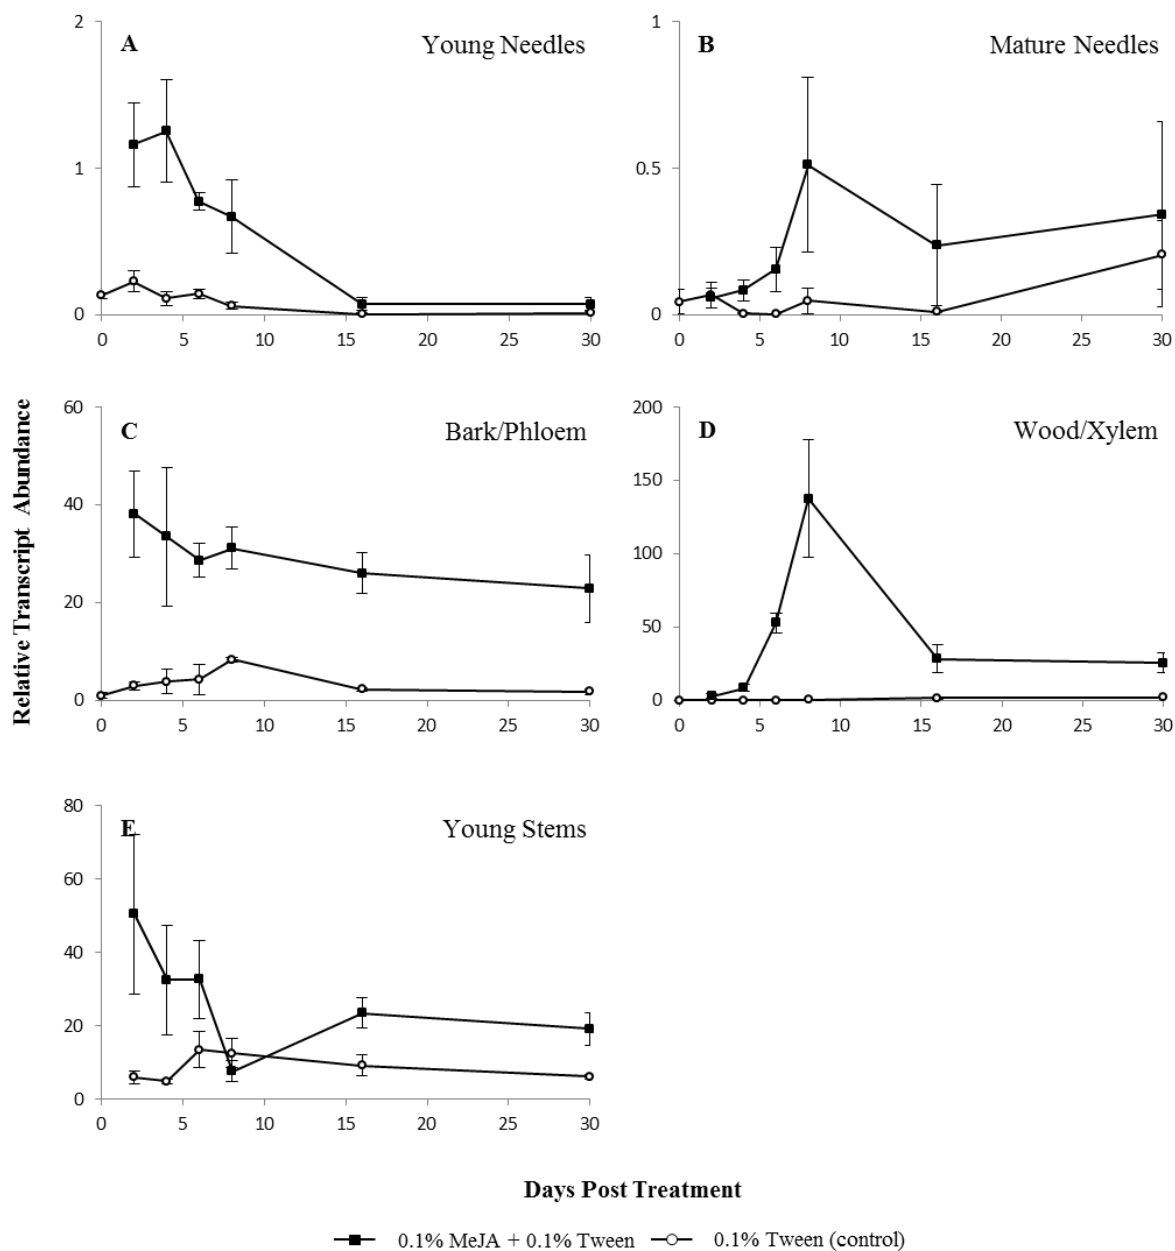 A Young Needles
2
1
0
0 5 10 15 20 25 30
B Mature Needles
1
0.5
0
0 5 10 15 20 25 30
Relative Transcript Abundance
C Bark/Phloem
60
40
20
0
0 5 10 15 20 25 30
D Wood/Xylem
200
150
100
50
0
0 5 10 15 20 25 30
E Young Stems
80
60
40
20
0
0 5 10 15 20 25 30
Days Post Treatment
0.1% MeJA + 0.1% Tween 0.1% Tween (control)